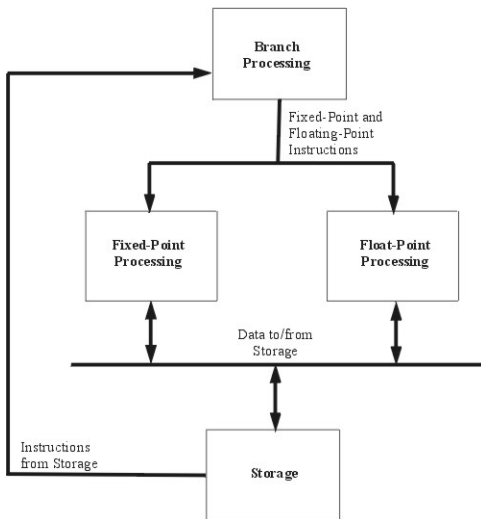 Branch
Processing
Fixed-Point and
Floating-Point
Instructions
Fixed-Point
Processing
Float-Point
Processing
Data to/from
Storage
Instructions
from Storage
Storage